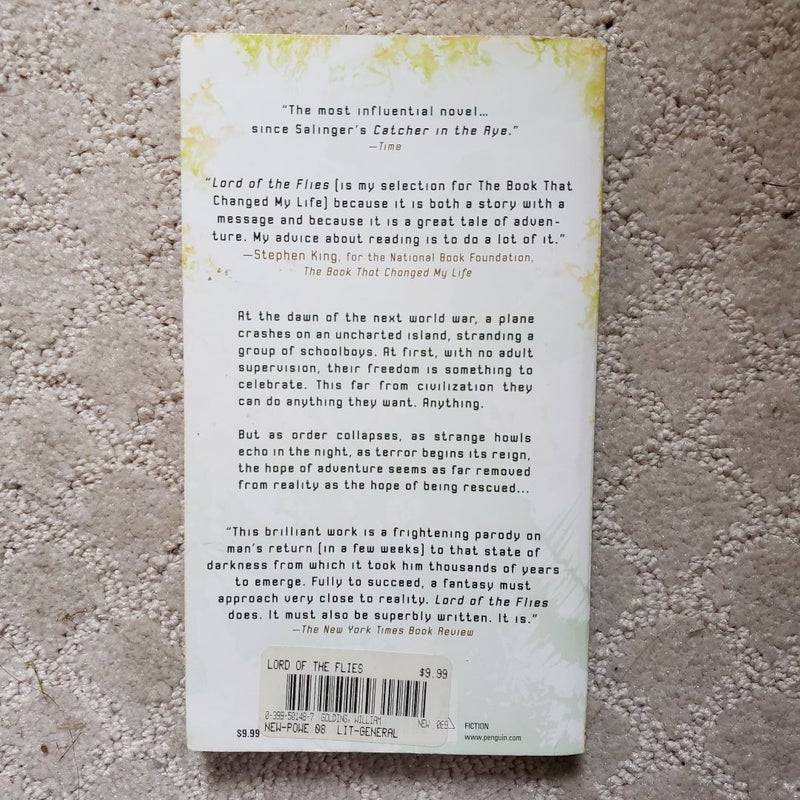 “The most influential novel...
since Salinger's Catcher in the Rye.”
—Time
“Lord of the Flies [is my selection for The Book That
Changed My Life] because it is both a story with a
message and because it is a great tale of adven-
ture. My advice about reading is to do a lot of it.”
—Stephen King, for the National Book Foundation,
The Book That Changed My Life
At the dawn of the next world war, a plane
crashes on an uncharted island, stranding a
group of schoolboys. At first, with no adult
supervision, their freedom is something to
celebrate. This far from civilization they
can do anything they want. Anything.
But as order collapses, as strange howls
echo in the night, as terror begins its reign,
the hope of adventure seems as far removed
from reality as the hope of being rescued...
“This brilliant work is a frightening parody on
man's return [in a few weeks] to that state of
darkness from which it took him thousands of years
to emerge. Fully to succeed, a fantasy must
approach very close to reality. Lord of the Flies
does. It must also be superbly written. It is.”
—The New York Times Book Review
LORD OF THE FLIES $9.99
0-399-50148-7 GOLDING, WILLIAM NEW
NEW-POWE 08 LIT-GENERAL
$9.99
FICTION
www.penguin.com